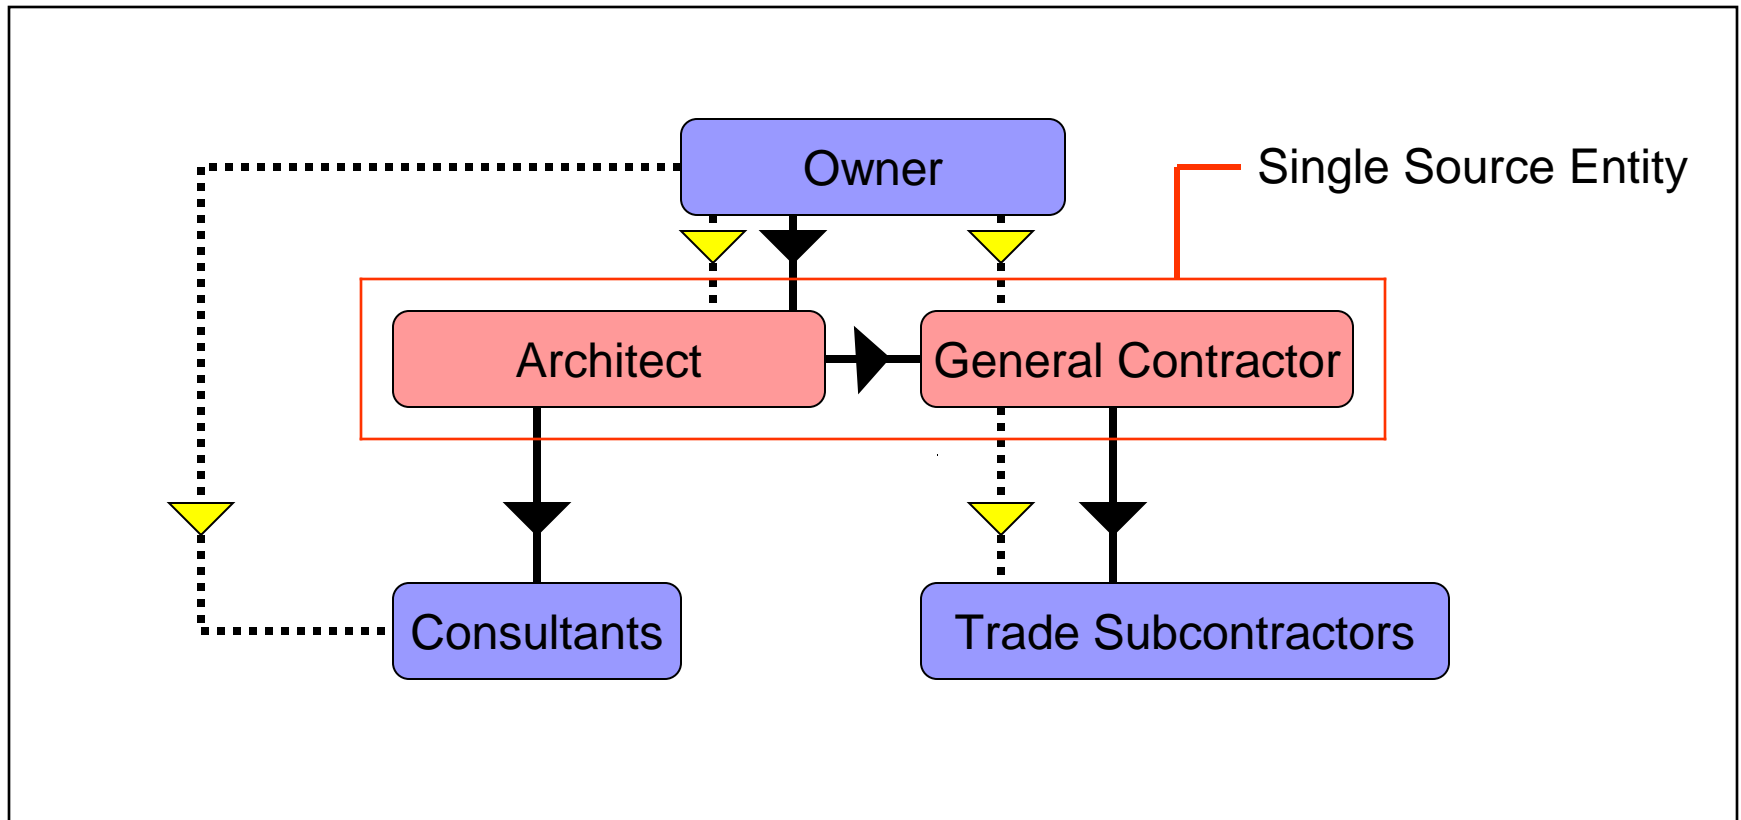 Owner
Single Source Entity
Architect
General Contractor
Consultants
Trade Subcontractors